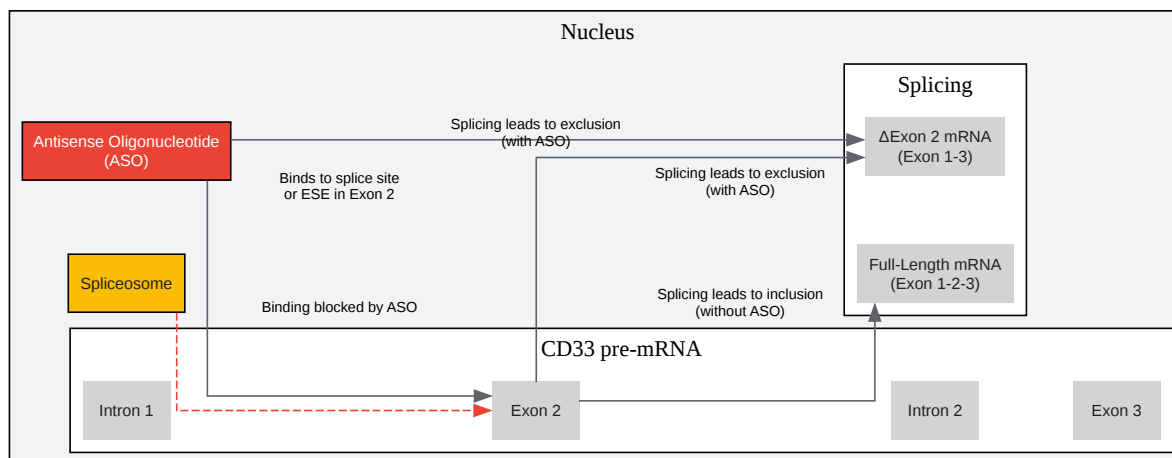 Nucleus
Splicing
Antisense Oligonucleotide
(ASO)
Splicing leads to exclusion
(with ASO)
ΔExon 2 mRNA
(Exon 1-3)
Binds to splice site
or ESE in Exon 2
Splicing leads to exclusion
(with ASO)
Spliceosome
Full-Length mRNA
(Exon 1-2-3)
Binding blocked by ASO
Splicing leads to inclusion
(without ASO)
CD33 pre-mRNA
Intron 1
Exon 2
Intron 2
Exon 3